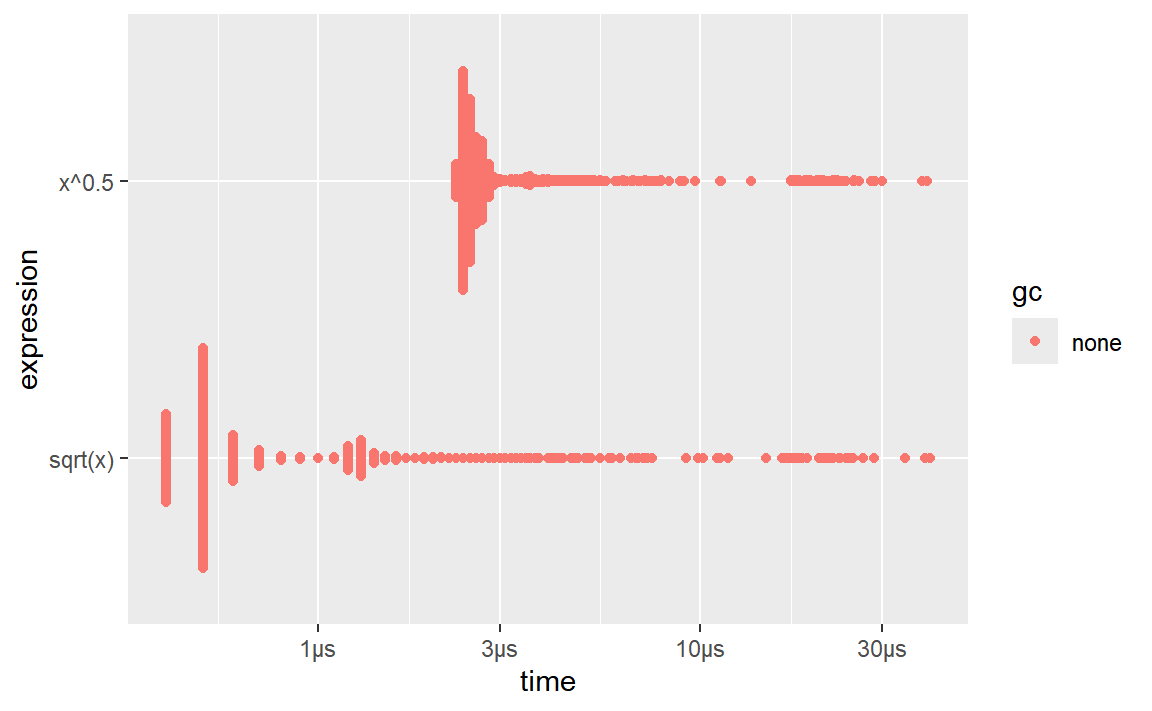 x^0.5
sqrt(x)
expression
1µs
3µs
10µs
30µs
time
gc
none